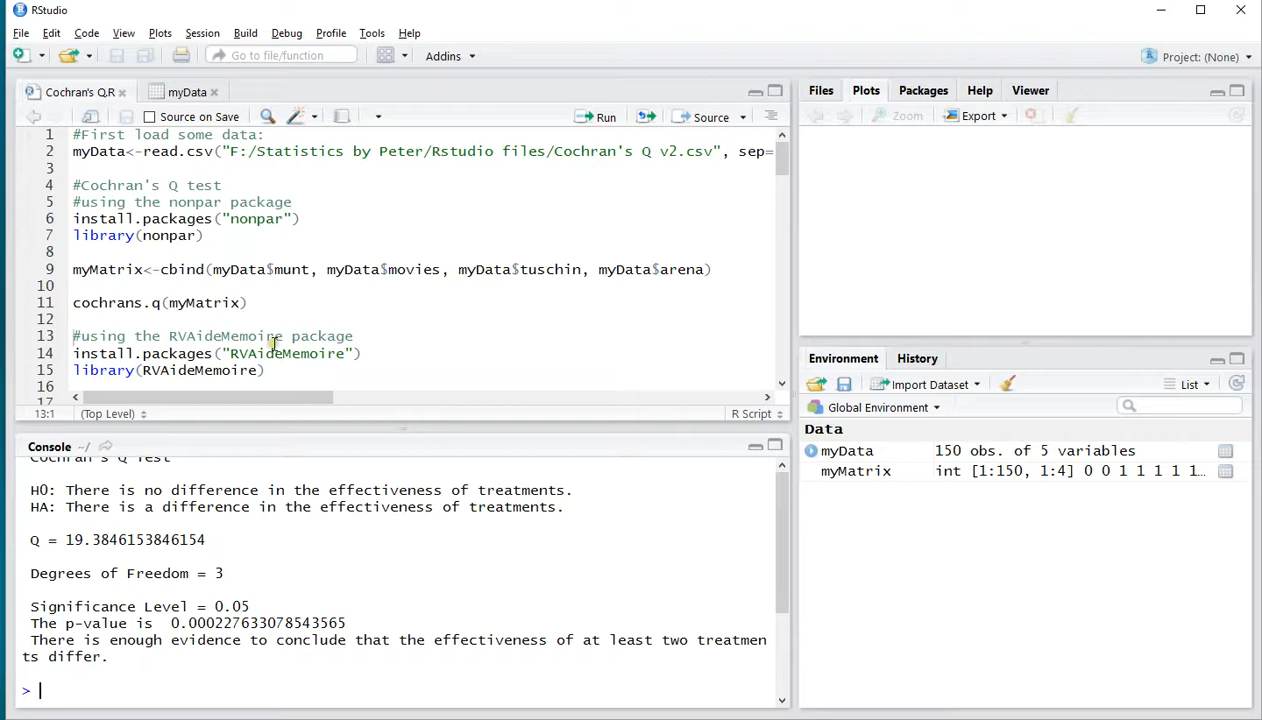 RStudio
File Edit Code View Plots Session Build Debug Profile Tools Help
Go to file/function Addins Project: (None)
Cochran's Q.R myData
Source on Save Run Source
1 #First load some data:
2 myData<-read.csv("F:/Statistics by Peter/Rstudio files/Cochran's Q v2.csv", sep=
3
4 #Cochran's Q test
5 #using the nonpar package
6 install.packages("nonpar")
7 library(nonpar)
8
9 myMatrix<-cbind(myData$munt, myData$movies, myData$tuschin, myData$arena)
10
11 cochrans.q(myMatrix)
12
13 #using the RVAideMemoire package
14 install.packages("RVAideMemoire")
15 library(RVAideMemoire)
16
17
13:1 (Top Level) R Script
Console ~/
Cochran's Q Test
H0: There is no difference in the effectiveness of treatments.
HA: There is a difference in the effectiveness of treatments.
Q = 19.3846153846154
Degrees of Freedom = 3
Significance Level = 0.05
The p-value is 0.000227633078543565
There is enough evidence to conclude that the effectiveness of at least two treatmen
ts differ.
>
Files Plots Packages Help Viewer
Zoom Export
Environment History
Import Dataset List
Global Environment
Data
myData 150 obs. of 5 variables
myMatrix int [1:150, 1:4] 0 0 1 1 1 1 1…